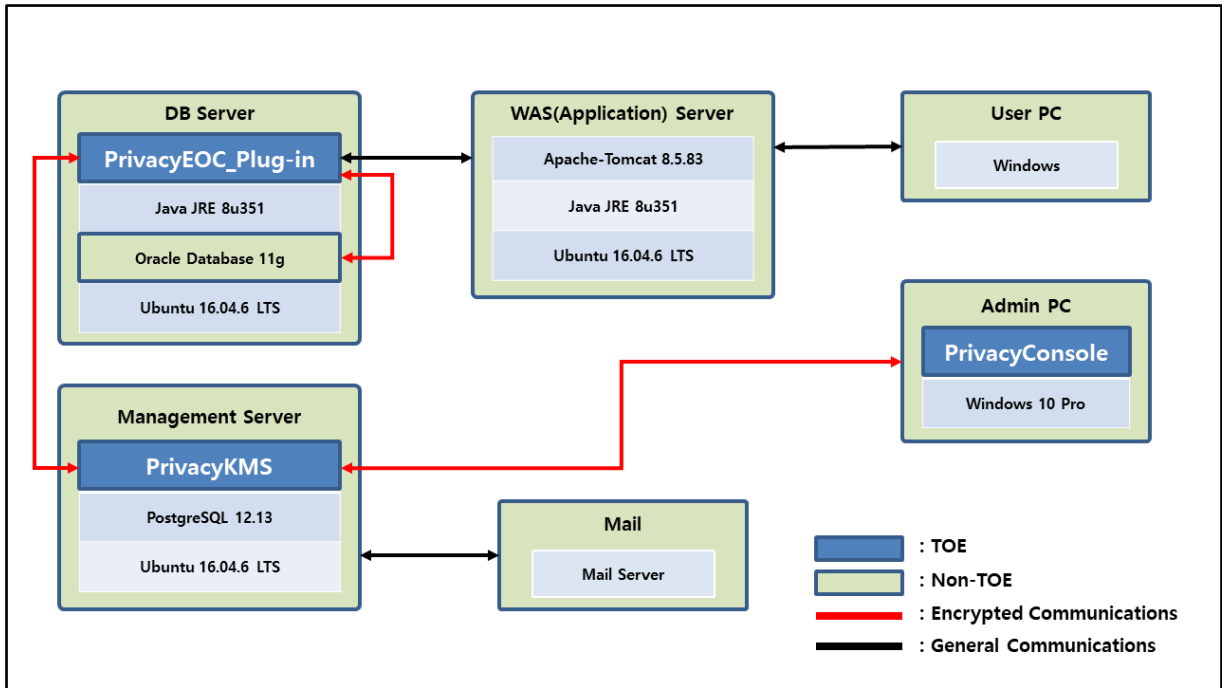 DB Server
PrivacyEOC_Plug-in
Java JRE 8u351
Oracle Database 11g
Ubuntu 16.04.6 LTS
WAS(Application) Server
Apache-Tomcat 8.5.83
Java JRE 8u351
Ubuntu 16.04.6 LTS
User PC
Windows
Admin PC
PrivacyConsole
Windows 10 Pro
Management Server
PrivacyKMS
PostgreSQL 12.13
Ubuntu 16.04.6 LTS
Mail
Mail Server
: TOE
: Non-TOE
: Encrypted Communications
: General Communications